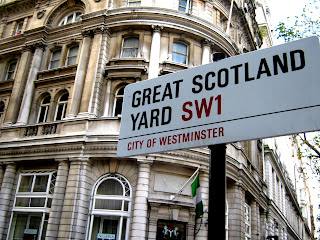 GREAT SCOTLAND
YARD SW1
CITY OF WESTMINSTER